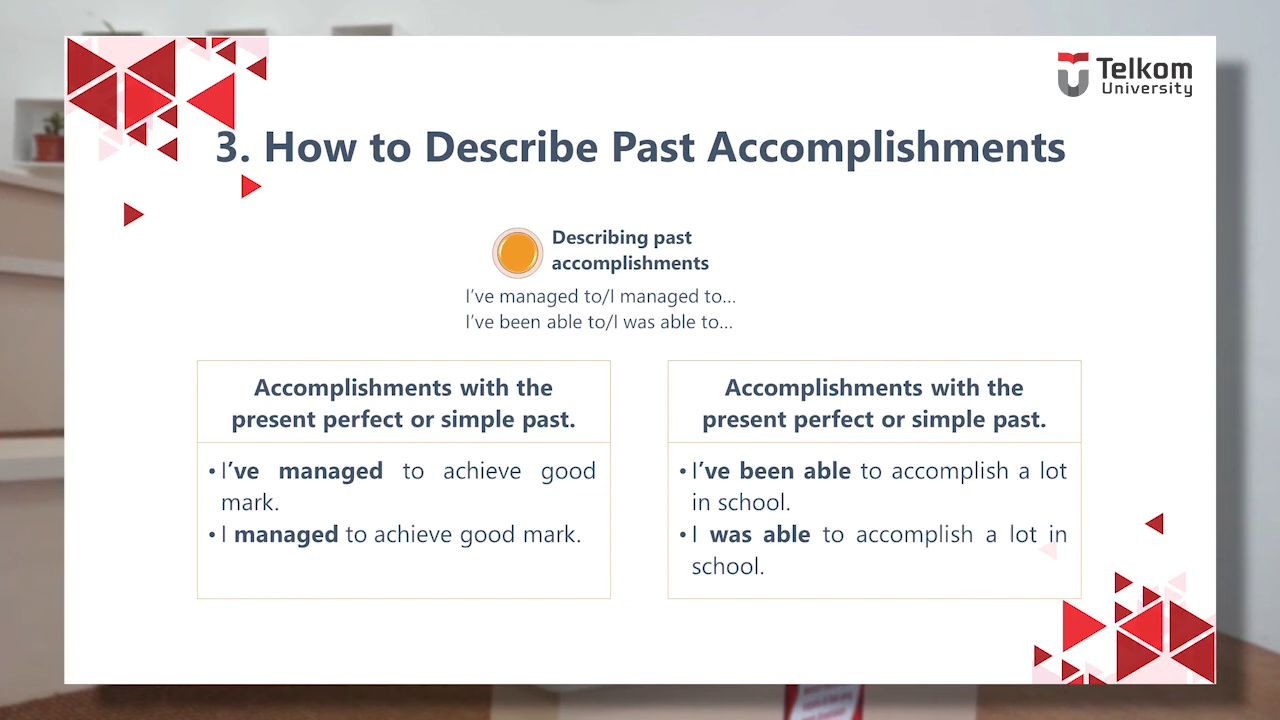 Telkom
University
3. How to Describe Past Accomplishments
Describing past
accomplishments
I've managed to/I managed to...
I've been able to/I was able to...
Accomplishments with the
present perfect or simple past.
• I've managed to achieve good
mark.
• I managed to achieve good mark.
Accomplishments with the
present perfect or simple past.
• I've been able to accomplish a lot
in school.
• I was able to accomplish a lot in
school.